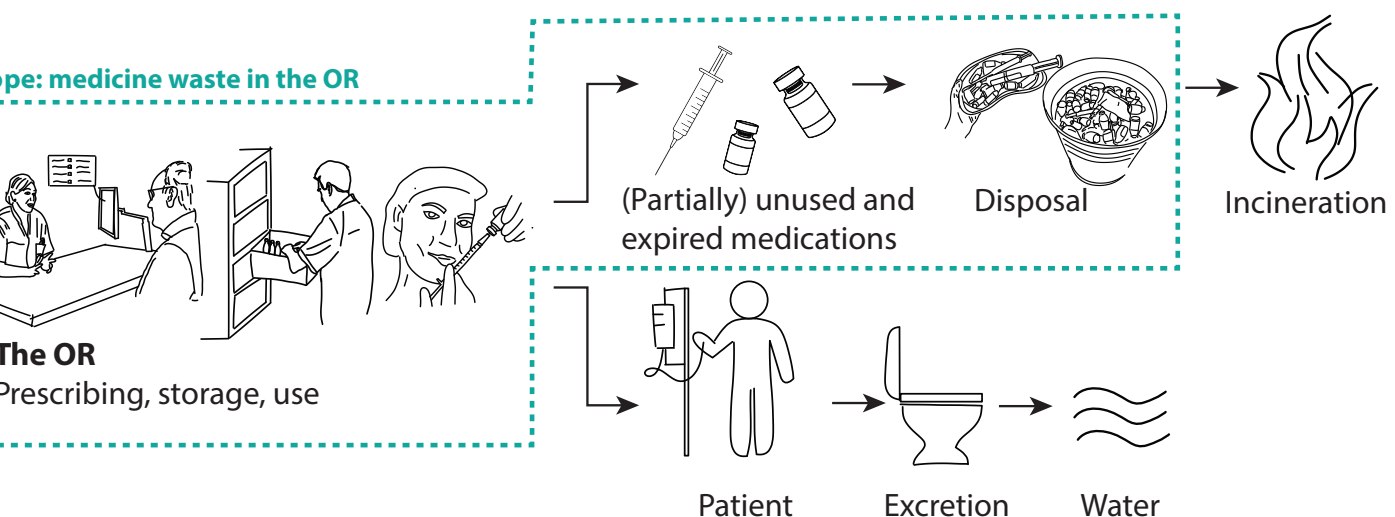 ope: medicine waste in the OR
(Partially) unused and
expired medications
Disposal
Incineration
The OR
Prescribing, storage, use
Patient
Excretion
Water